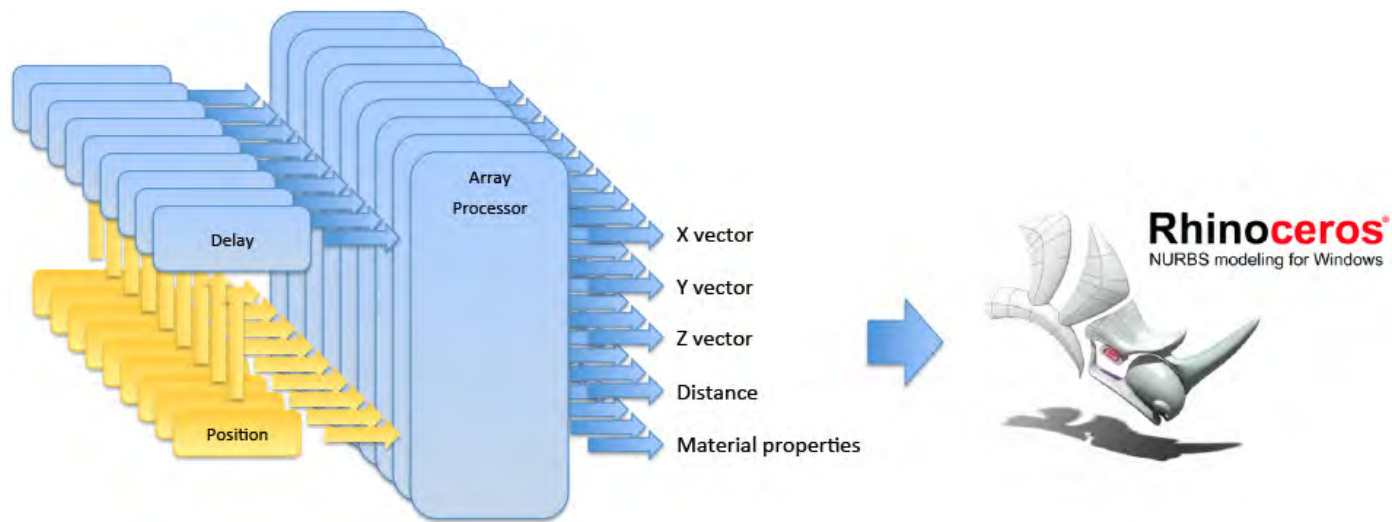 Array
Processor
Delay
Position
X vector
Y vector
Z vector
Distance
Material properties
Rhinoceros®
NURBS modeling for Windows